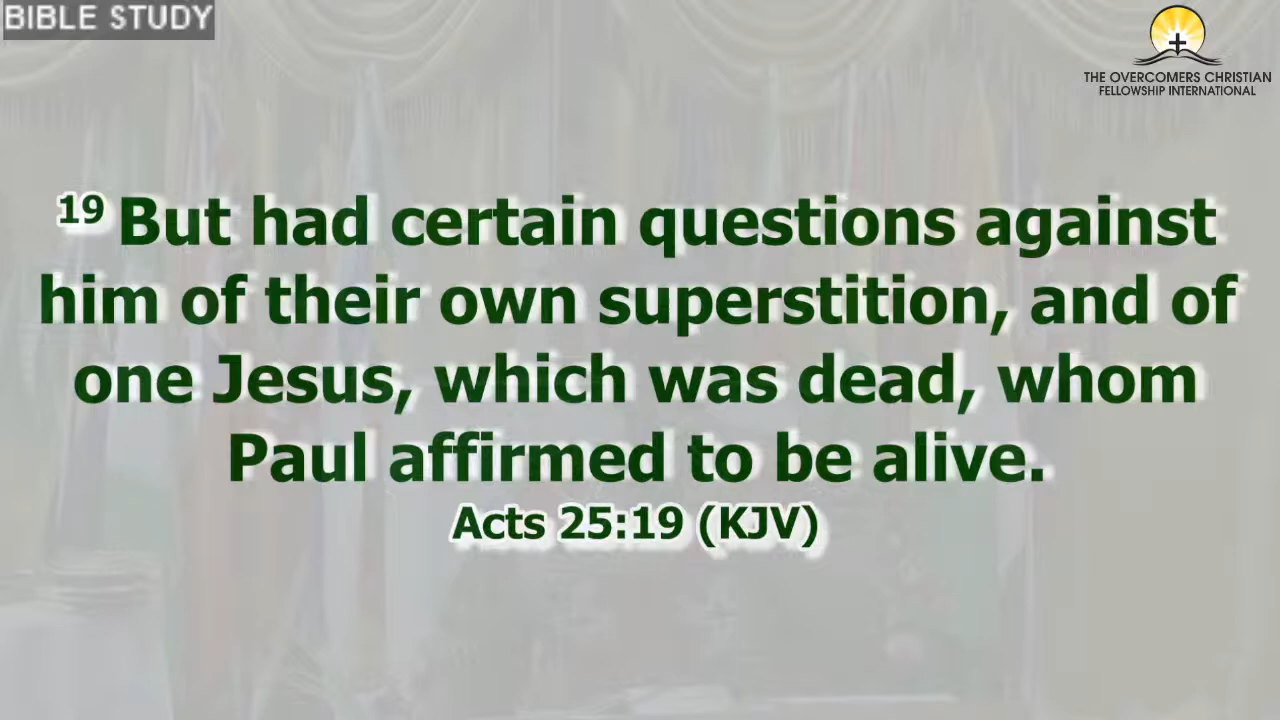 BIBLE STUDY
THE OVERCOMERS CHRISTIAN
FELLOWSHIP INTERNATIONAL
19 But had certain questions against
him of their own superstition, and of
one Jesus, which was dead, whom
Paul affirmed to be alive.
Acts 25:19 (KJV)